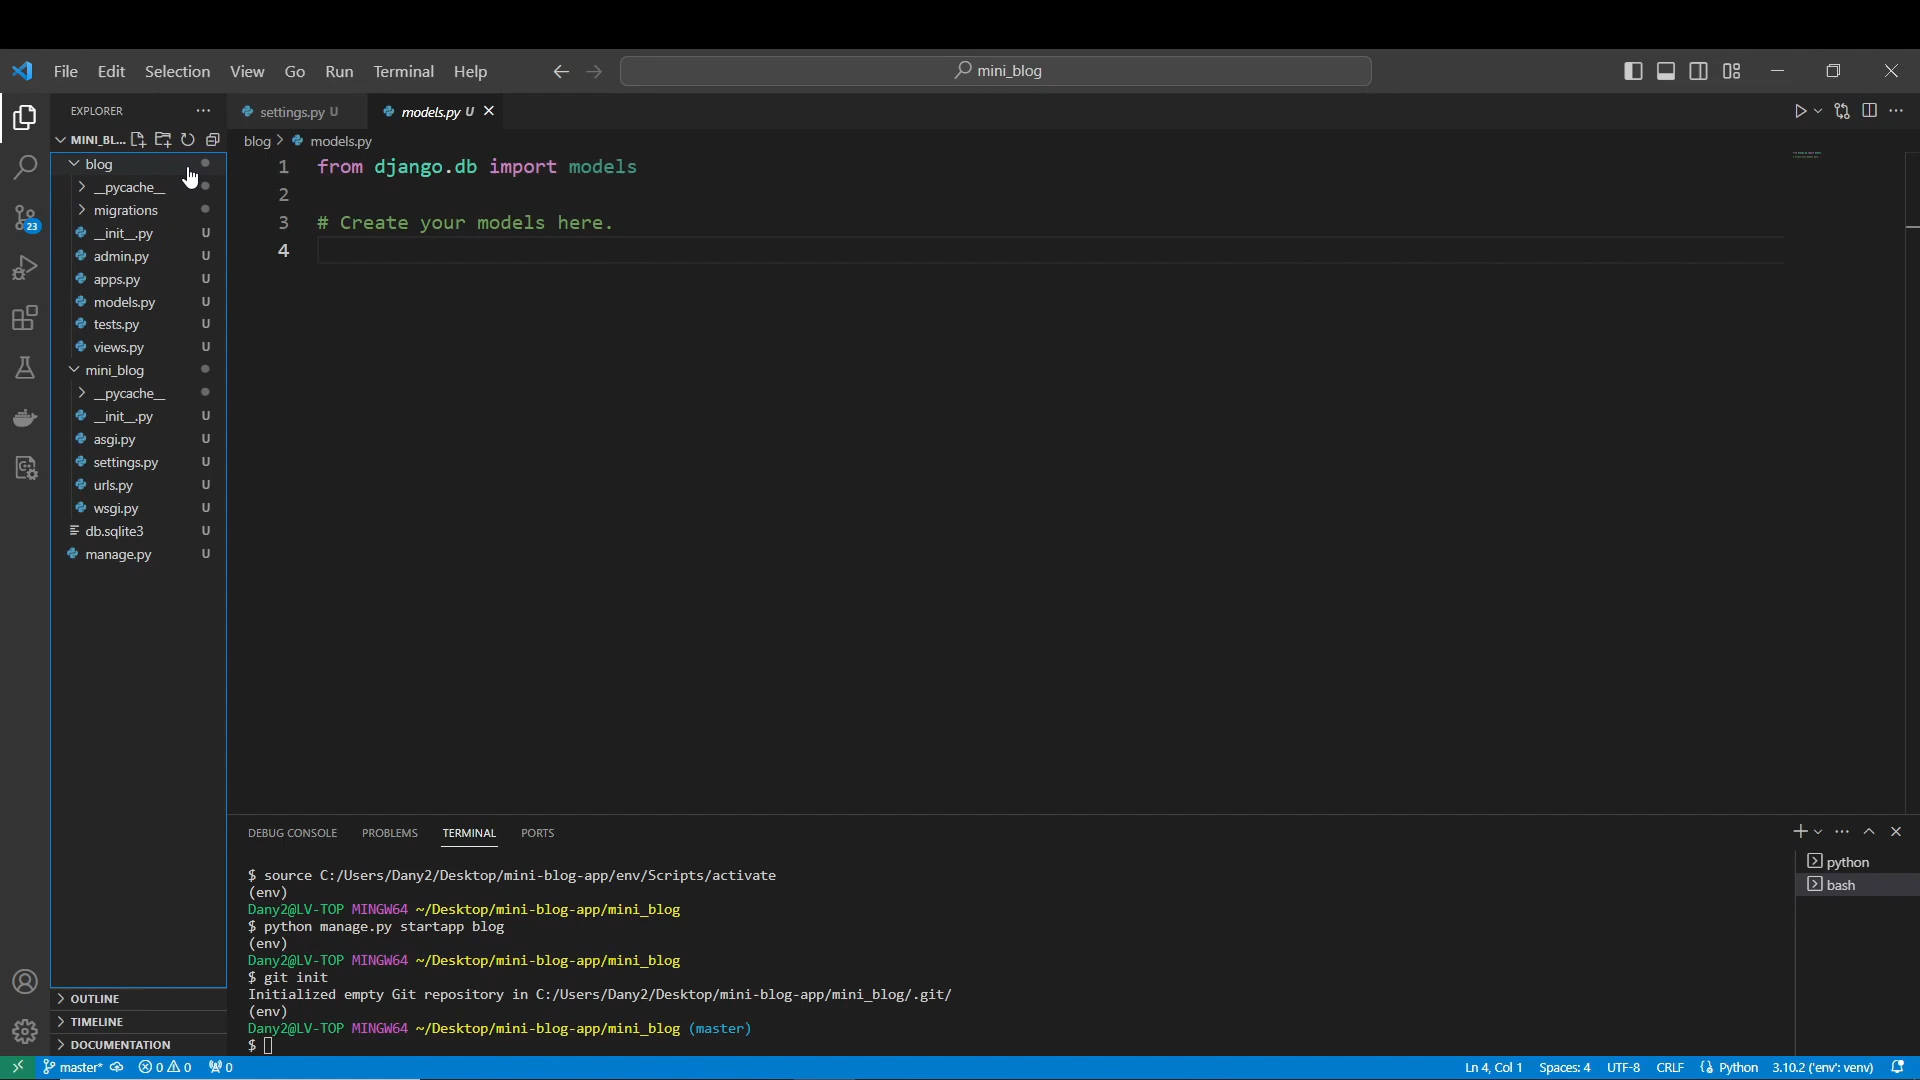 File Edit Selection View Go Run Terminal Help
mini_blog
EXPLORER
settings.py U
models.py U
MINI_BL...
blog > models.py
blog
__pycache__
migrations
__init__.py U
admin.py U
apps.py U
models.py U
tests.py U
views.py U
mini_blog
__pycache__
__init__.py U
asgi.py U
settings.py U
urls.py U
wsgi.py U
db.sqlite3 U
manage.py U
23
1 from django.db import models
2
3 # Create your models here.
4
DEBUG CONSOLE PROBLEMS TERMINAL PORTS
$ source C:/Users/Dany2/Desktop/mini-blog-app/env/Scripts/activate
(env)
Dany2@LV-TOP MINGW64 ~/Desktop/mini-blog-app/mini_blog
$ python manage.py startapp blog
(env)
Dany2@LV-TOP MINGW64 ~/Desktop/mini-blog-app/mini_blog
$ git init
Initialized empty Git repository in C:/Users/Dany2/Desktop/mini-blog-app/mini_blog/.git/
(env)
Dany2@LV-TOP MINGW64 ~/Desktop/mini-blog-app/mini_blog (master)
$
python
bash
OUTLINE
TIMELINE
DOCUMENTATION
master* 0 0 0
Ln 4, Col 1 Spaces: 4 UTF-8 CRLF Python 3.10.2 ('env': venv)